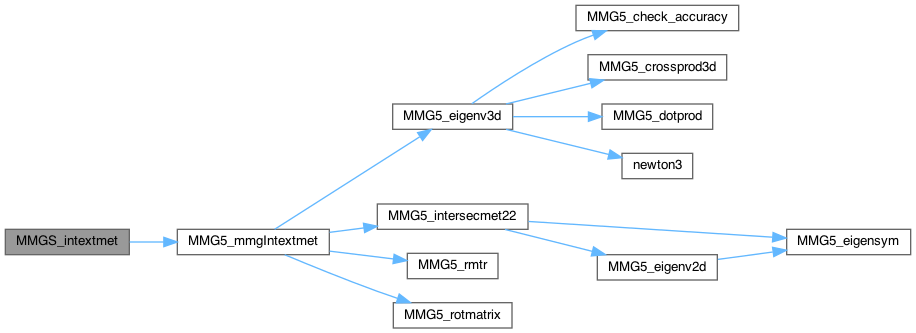 MMG5_check_accuracy
MMG5_crossprod3d
MMG5_eigenv3d
MMG5_dotprod
newton3
MMG5_intersecmet22
MMGS_intextmet
MMG5_mmgIntextmet
MMG5_eigensym
MMG5_rmtr
MMG5_eigenv2d
MMG5_rotmatrix